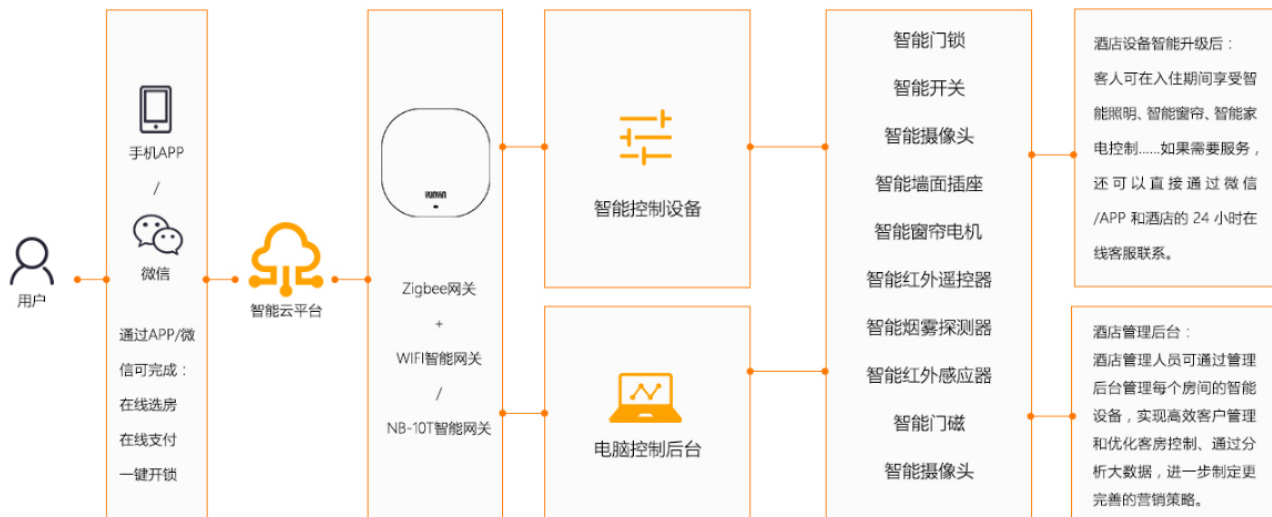 用户
手机APP
/
微信
通过APP/微
信可完成：
在线选房
在线支付
一键开锁
智能云平台
YUNYAN
Zigbee网关
+
WIFI智能网关
/
NB-10T智能网关
智能控制设备
电脑控制后台
智能门锁
智能开关
智能摄像头
智能墙面插座
智能窗帘电机
智能红外遥控器
智能烟雾探测器
智能红外感应器
智能门磁
智能摄像头
酒店设备智能升级后：
客人可在入住期间享受智
能照明、智能窗帘、智能家
电控制......如果需要服务，
还可以直接通过微信
/APP 和酒店的 24 小时在
线客服联系。
酒店管理后台：
酒店管理人员可通过管理
后台管理每个房间的智能
设备，实现高效客户管理
和优化客房控制、通过分
析大数据，进一步制定更
完善的营销策略。